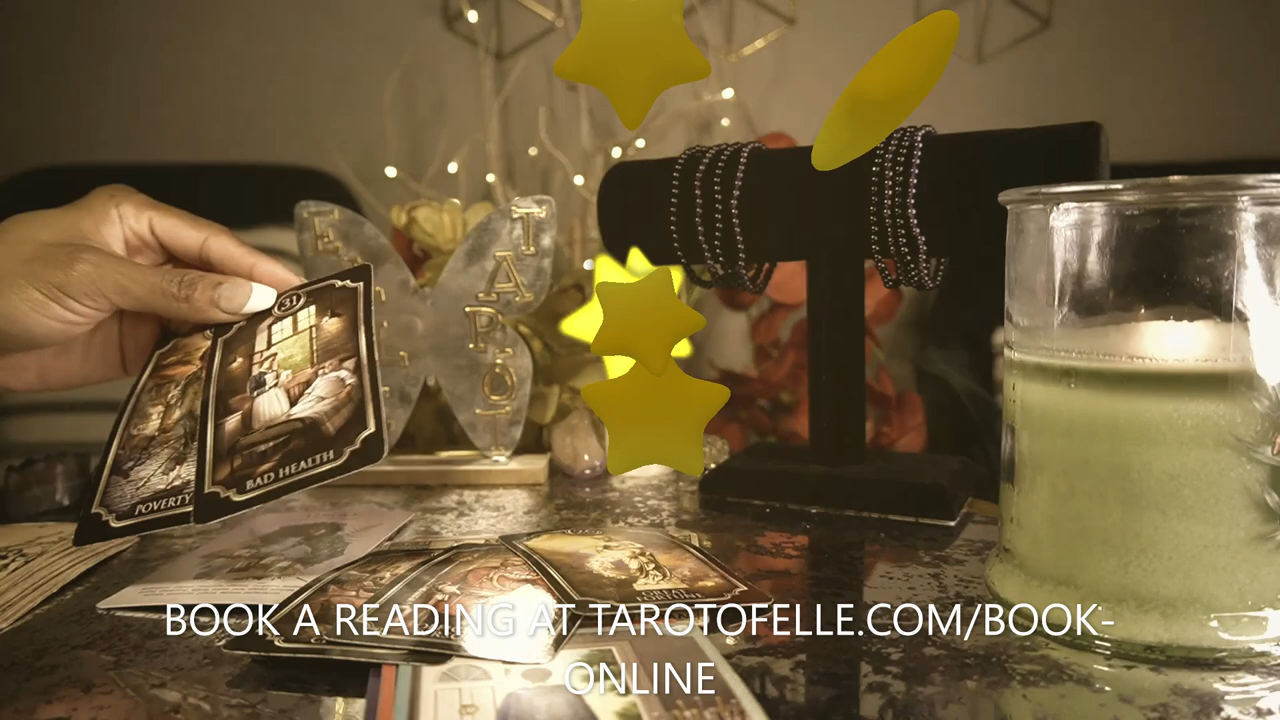 E
TAROT
31
BAD HEALTH
POVERTY
BOOK A READING AT TAROTOFELLE.COM/BOOK-
ONLINE